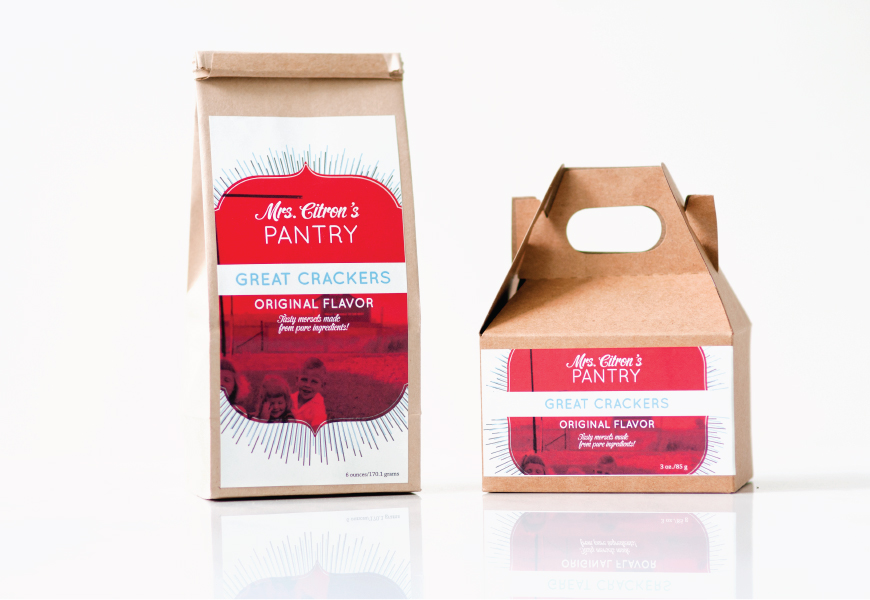 Mrs. Citron's
PANTRY
GREAT CRACKERS
ORIGINAL FLAVOR
Tasty morsels made
from pure ingredients!
6 ounces/170.1 grams
Mrs. Citron's
PANTRY
GREAT CRACKERS
ORIGINAL FLAVOR
Tasty morsels made
from pure ingredients!
3 oz./85 g